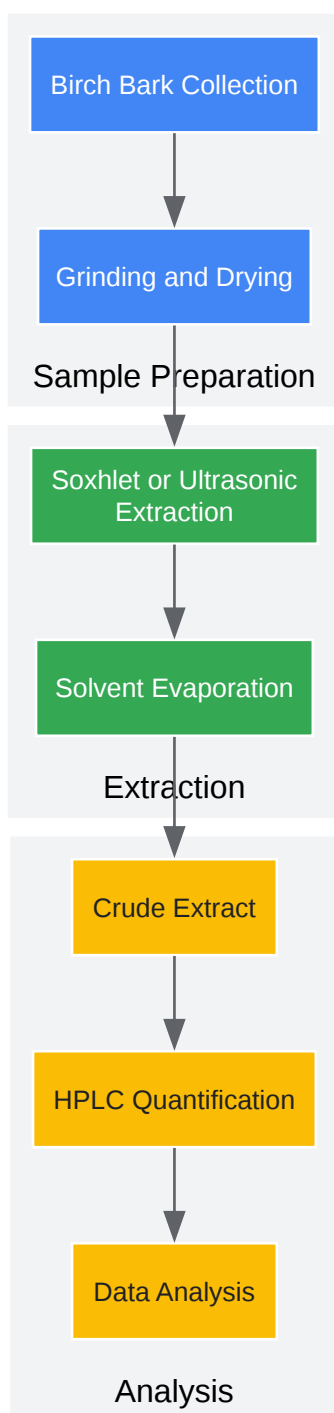 Birch Bark Collection
Grinding and Drying
Sample Preparation
Soxhlet or Ultrasonic
Extraction
Solvent Evaporation
Extraction
Crude Extract
HPLC Quantification
Data Analysis
Analysis